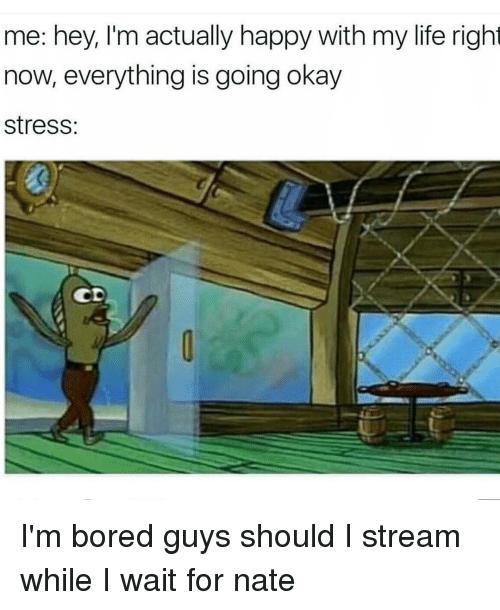 me: hey, I'm actually happy with my life right
now, everything is going okay
stress:
I'm bored guys should I stream
while I wait for nate